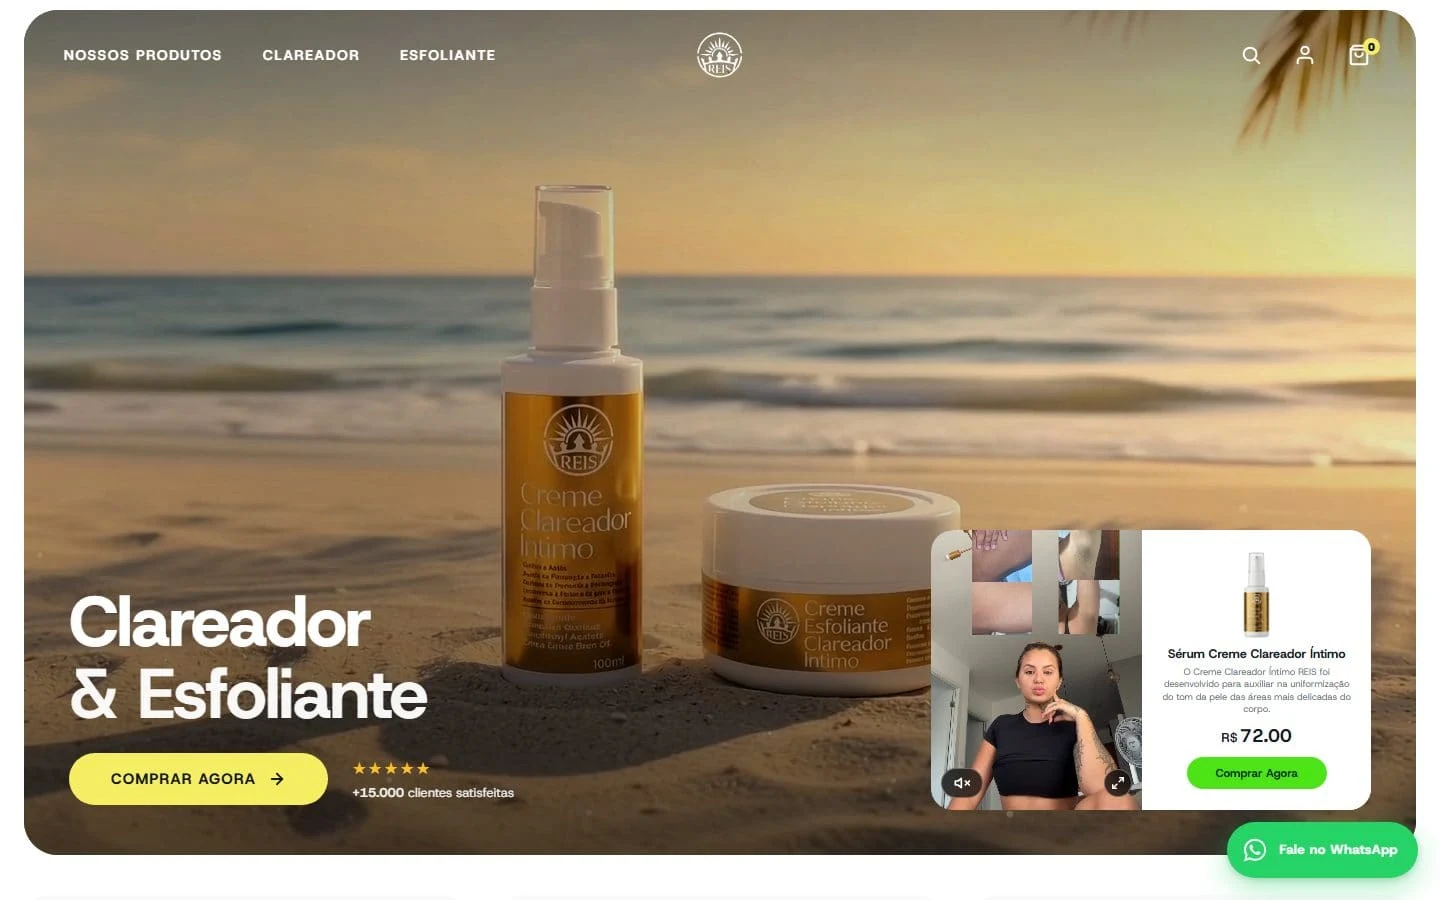 NOSSOS PRODUTOS
CLAREADOR
ESFOLIANTE
REIS
0
REIS
Creme
Clareador
Íntimo
100ml
REIS
Creme
Esfoliante
Clareador
Íntimo
Clareador
& Esfoliante
COMPRAR AGORA
+15.000 clientes satisfeitas
Sérum Creme Clareador Íntimo
O Creme Clareador Íntimo REIS foi
desenvolvido para auxiliar na uniformização
do tom da pele das áreas mais delicadas do
corpo.
R$ 72.00
Comprar Agora
Fale no WhatsApp